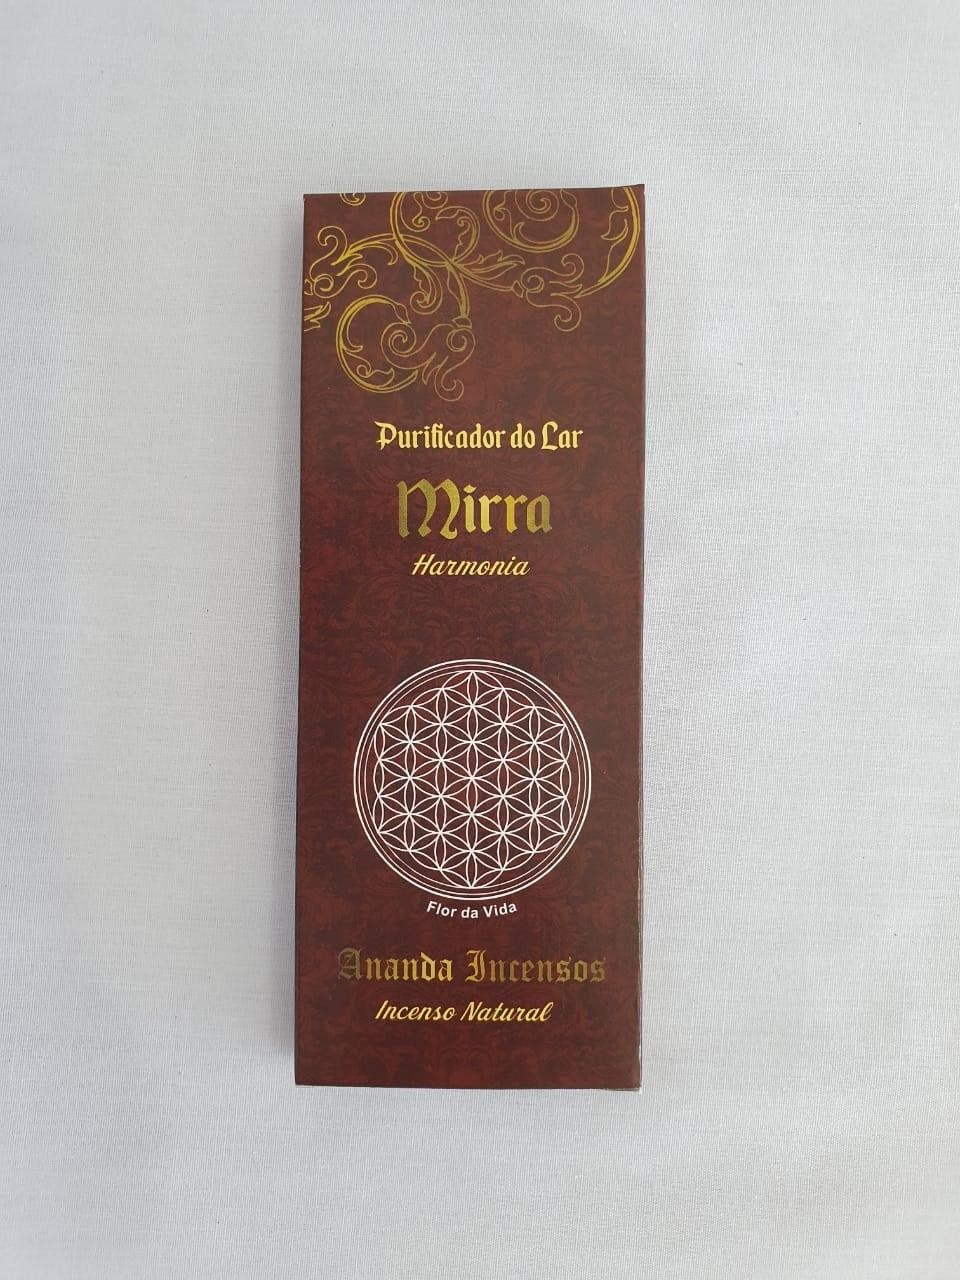 Purificador do Lar
Mirra
Harmonia
Flor da Vida
Ananda Incensos
Incenso Natural